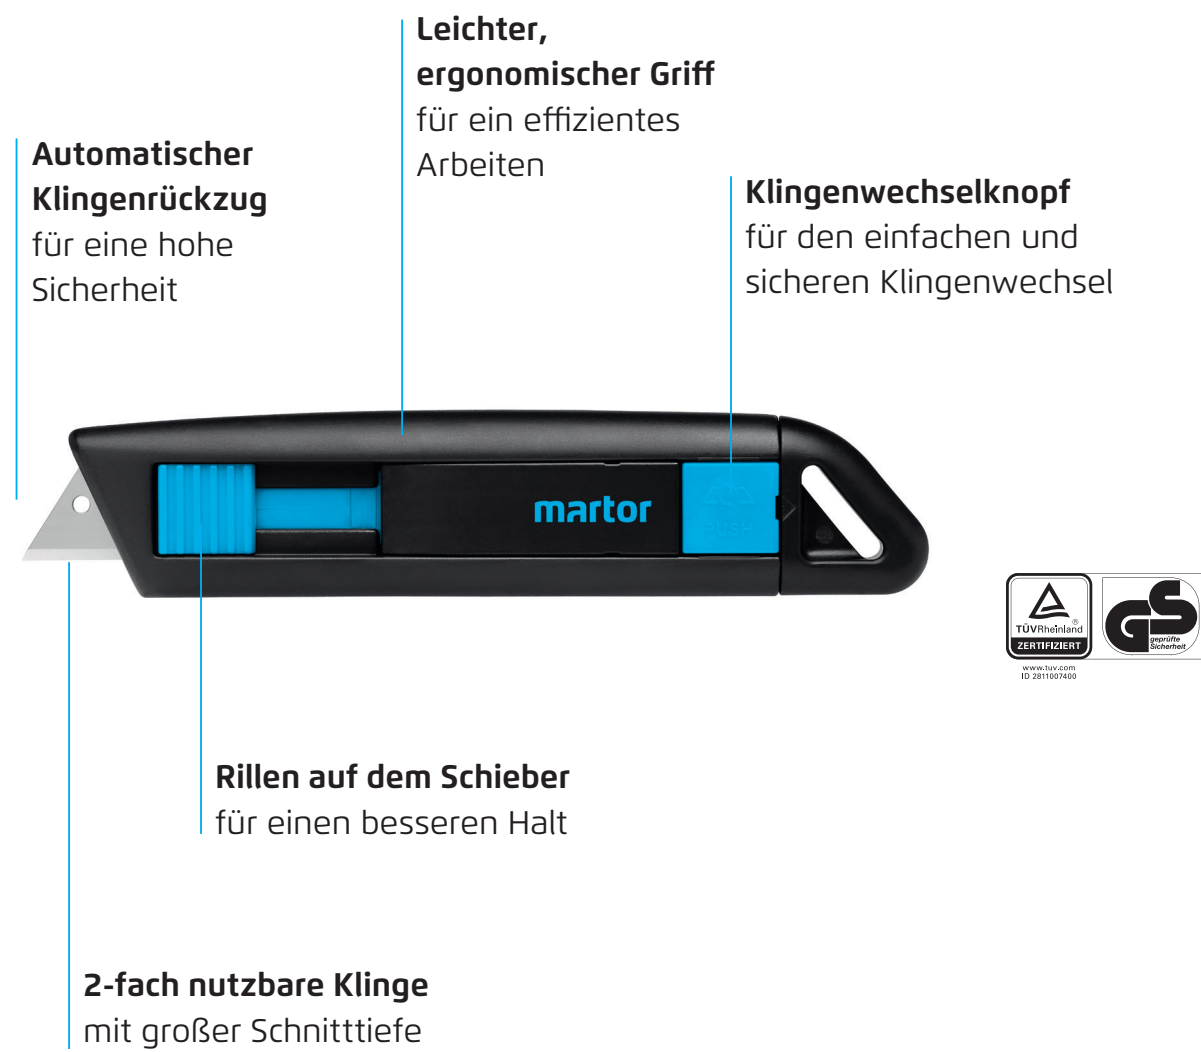 Leichter,
ergonomischer Griff
für ein effizientes
Arbeiten
Automatischer
Klingenrückzug
für eine hohe
Sicherheit
Klingenwechselknopf
für den einfachen und
sicheren Klingenwechsel
martor
PUSH
TÜVRheinland
®
ZERTIFIZIERT
GS
geprüfte
Sicherheit
www.tuv.com
ID 2811007400
Rillen auf dem Schieber
für einen besseren Halt
2-fach nutzbare Klinge
mit großer Schnitttiefe